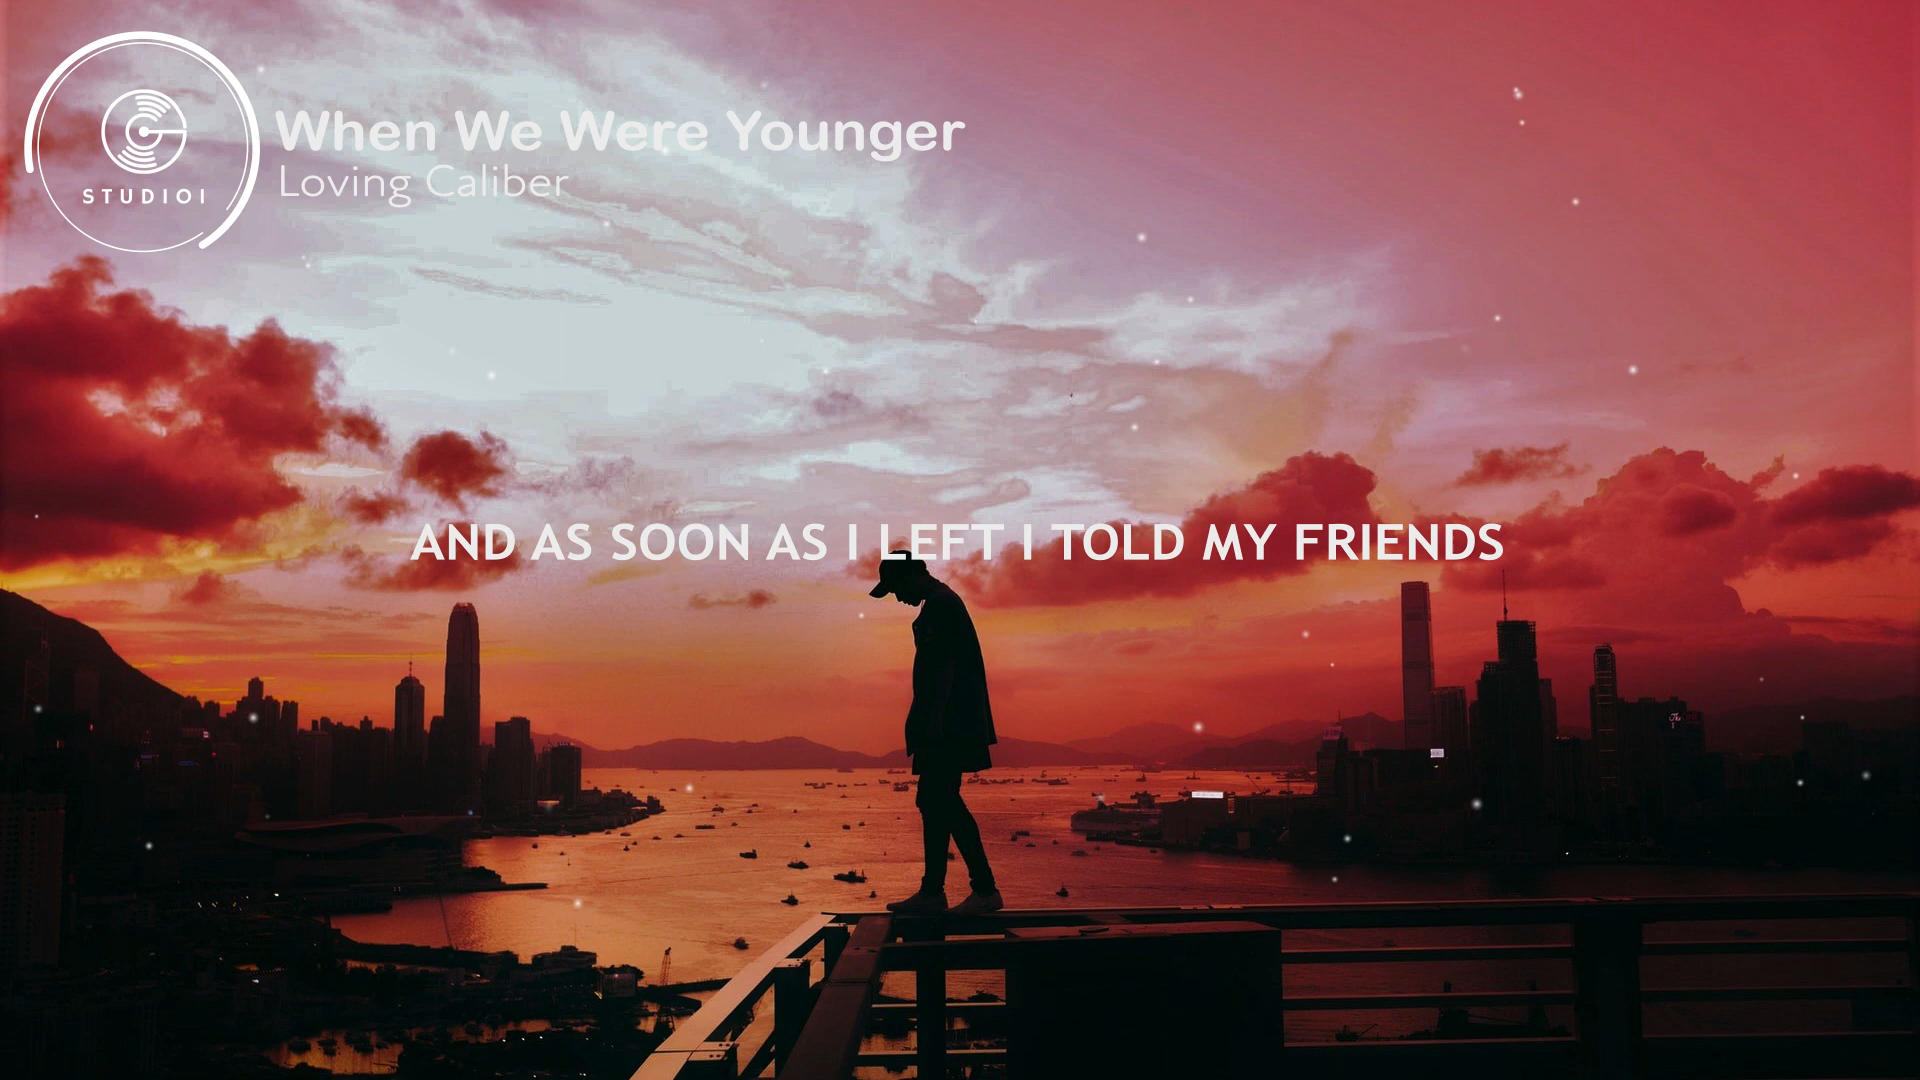 When We Were Younger
Loving Caliber
STUDIOI
AND AS SOON AS I LEFT I TOLD MY FRIENDS